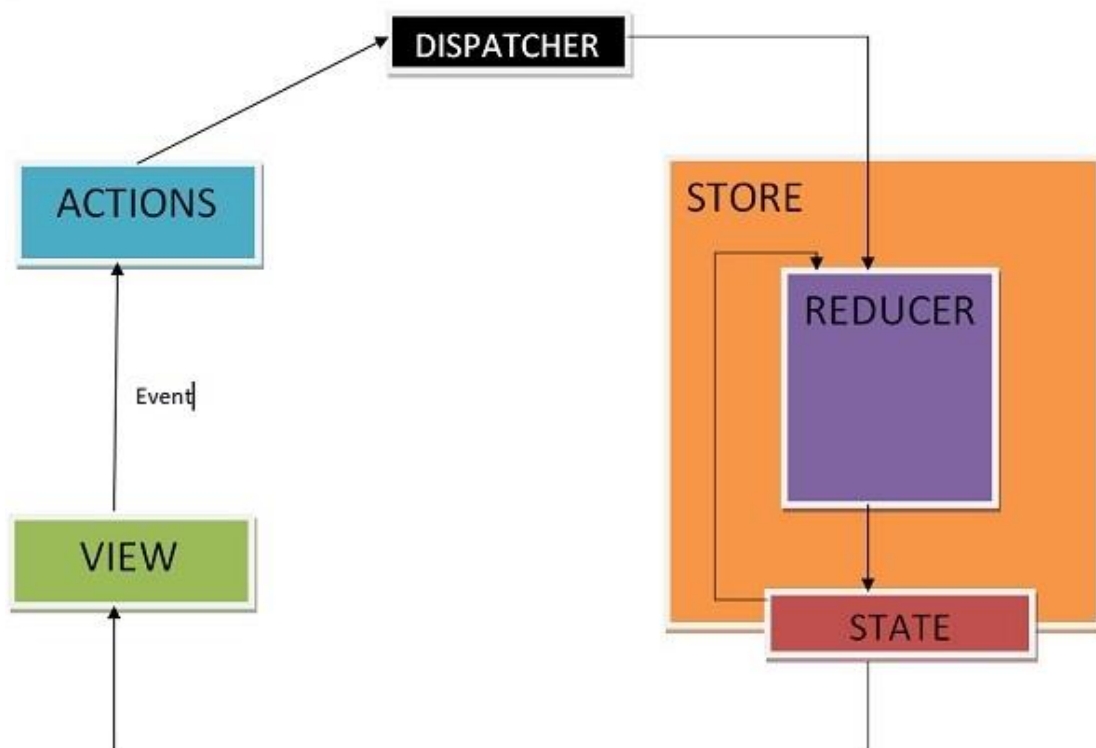 DISPATCHER
ACTIONS
STORE
REDUCER
Event
VIEW
STATE